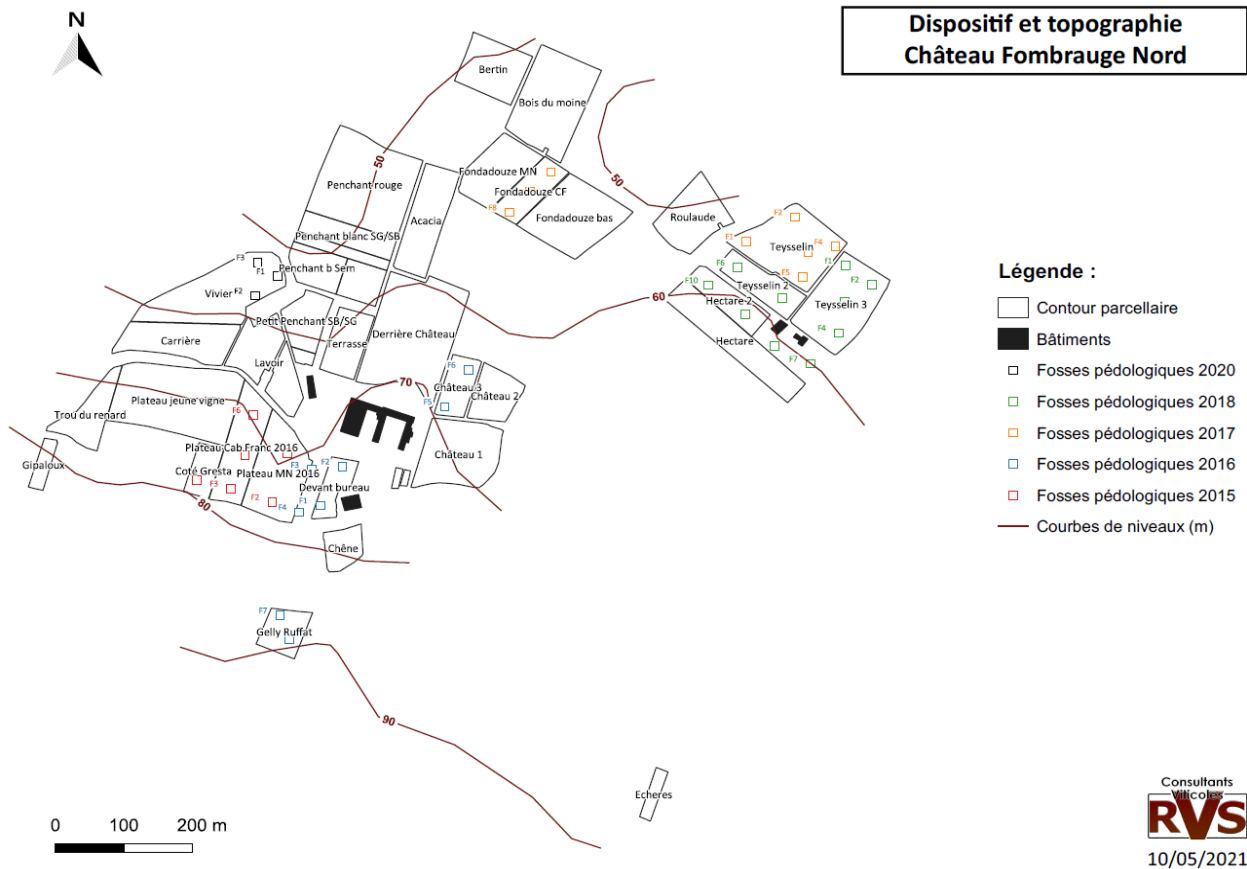 N
Dispositif et topographie
Château Fombrauge Nord
Bertin
Bois du moine
50
Fondadouze MN
50
Penchant rouge
Fondadouze CF
F8
Fondadouze bas
Acacia
Roulaude
F2
F1
Teysselin
F4
Penchant blanc SG/SB
F3
F1
Penchant b Sem
F6
F5
f1
F2
Vivier
F2
F10
Teysselin 2
Teysselin 3
60
Hectare 2
Petit Penchant SB/SG
Derrière Château
F4
Carrière
Terrasse
Hectare
F7
Lavoir
F6
70
Château 3
Château 2
Plateau jeune vigne
F5
Trou du renard
F6
Plateau Cab Franc 2016
Château 1
Gipaloux
Coté Gresta
Plateau MN 2016
F3
F2
F3
Devant bureau
F2
F4
F1
80
Chêne
F7
Gelly Ruffat
90
Echeres
Légende :
Contour parcellaire
Bâtiments
Fosses pédologiques 2020
Fosses pédologiques 2018
Fosses pédologiques 2017
Fosses pédologiques 2016
Fosses pédologiques 2015
Courbes de niveaux (m)
0 100 200 m
Consultants
Viticoles
RVS
10/05/2021